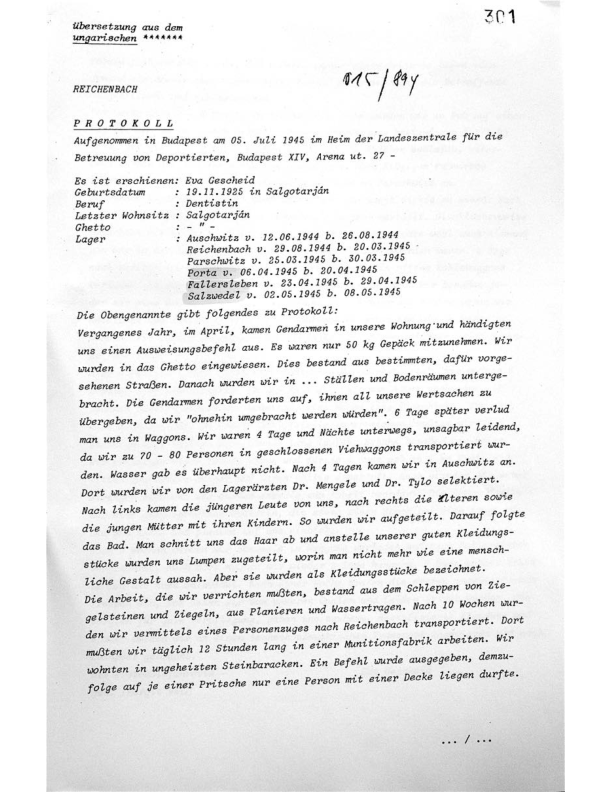 301
Übersetzung aus dem
ungarischen *******
015/894
REICHENBACH
P R O T O K O L L
Aufgenommen in Budapest am 05. Juli 1945 im Heim der Landeszentrale für die
Betreuung von Deportierten, Budapest XIV, Arena ut. 27 -
Es ist erschienen: Eva Gescheid
Geburtsdatum : 19.11.1925 in Salgotarján
Beruf : Dentistin
Letzter Wohnsitz : Salgotarján
Ghetto : - " -
Lager : Auschwitz v. 12.06.1944 b. 26.08.1944
Reichenbach v. 29.08.1944 b. 20.03.1945
Parschwitz v. 25.03.1945 b. 30.03.1945
Porta v. 06.04.1945 b. 20.04.1945
Fallersleben v. 23.04.1945 b. 29.04.1945
Salzwedel v. 02.05.1945 b. 08.05.1945
Die Obengenannte gibt folgendes zu Protokoll:
Vergangenes Jahr, im April, kamen Gendarmen in unsere Wohnung und händigten
uns einen Ausweisungsbefehl aus. Es waren nur 50 kg Gepäck mitzunehmen. Wir
wurden in das Ghetto eingewiesen. Dies bestand aus bestimmten, dafür vorge-
sehenen Straßen. Danach wurden wir in ... Ställen und Bodenräumen unterge-
bracht. Die Gendarmen forderten uns auf, ihnen all unsere Wertsachen zu
übergeben, da wir "ohnehin umgebracht werden würden". 6 Tage später verlud
man uns in Waggons. Wir waren 4 Tage und Nächte unterwegs, unsagbar leidend,
da wir zu 70 - 80 Personen in geschlossenen Viehwaggons transportiert wur-
den. Wasser gab es überhaupt nicht. Nach 4 Tagen kamen wir in Auschwitz an.
Dort wurden wir von den Lagerärzten Dr. Mengele und Dr. Tylo selektiert.
Nach links kamen die jüngeren Leute von uns, nach rechts die Älteren sowie
die jungen Mütter mit ihren Kindern. So wurden wir aufgeteilt. Darauf folgte
das Bad. Man schnitt uns das Haar ab und anstelle unserer guten Kleidungs-
stücke wurden uns Lumpen zugeteilt, worin man nicht mehr wie eine mensch-
liche Gestalt aussah. Aber sie wurden als Kleidungsstücke bezeichnet.
Die Arbeit, die wir verrichten mußten, bestand aus dem Schleppen von Zie-
gelsteinen und Ziegeln, aus Planieren und Wassertragen. Nach 10 Wochen wur-
den wir vermittels eines Personenzuges nach Reichenbach transportiert. Dort
mußten wir täglich 12 Stunden lang in einer Munitionsfabrik arbeiten. Wir
wohnten in ungeheizten Steinbaracken. Ein Befehl wurde ausgegeben, demzu-
folge auf je einer Pritsche nur eine Person mit einer Decke liegen durfte.
... / ...